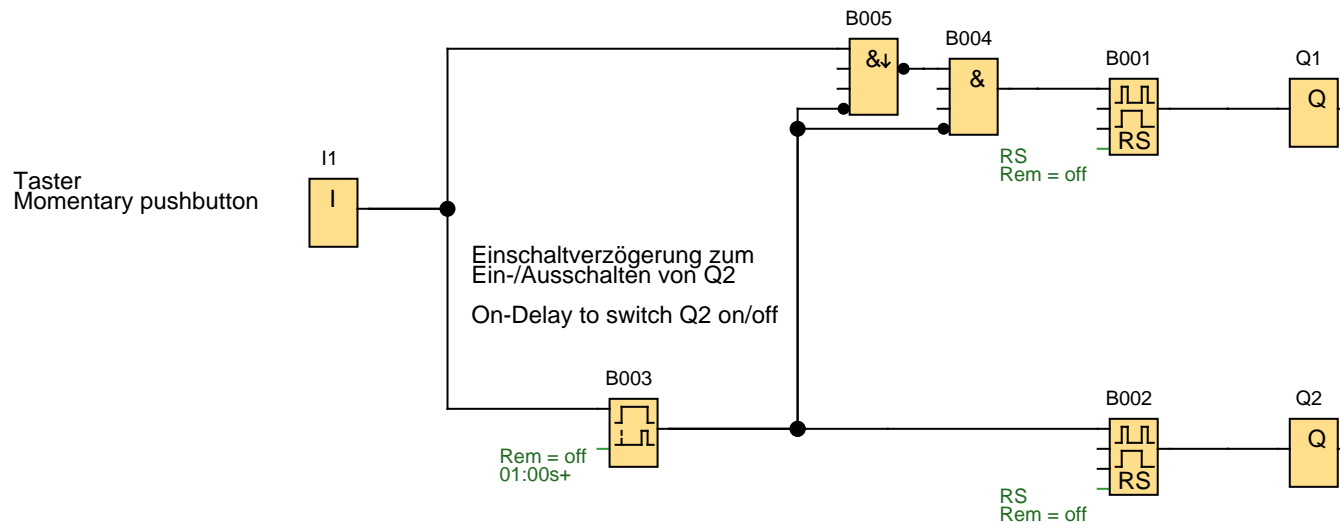 B005
B004
&↓
&
B001
RS
RS
Rem = off
Q1
Q
I1
I
Taster
Momentary pushbutton
Einschaltverzögerung zum
Ein-/Ausschalten von Q2
On-Delay to switch Q2 on/off
B003
Rem = off
01:00s+
B002
RS
RS
Rem = off
Q2
Q